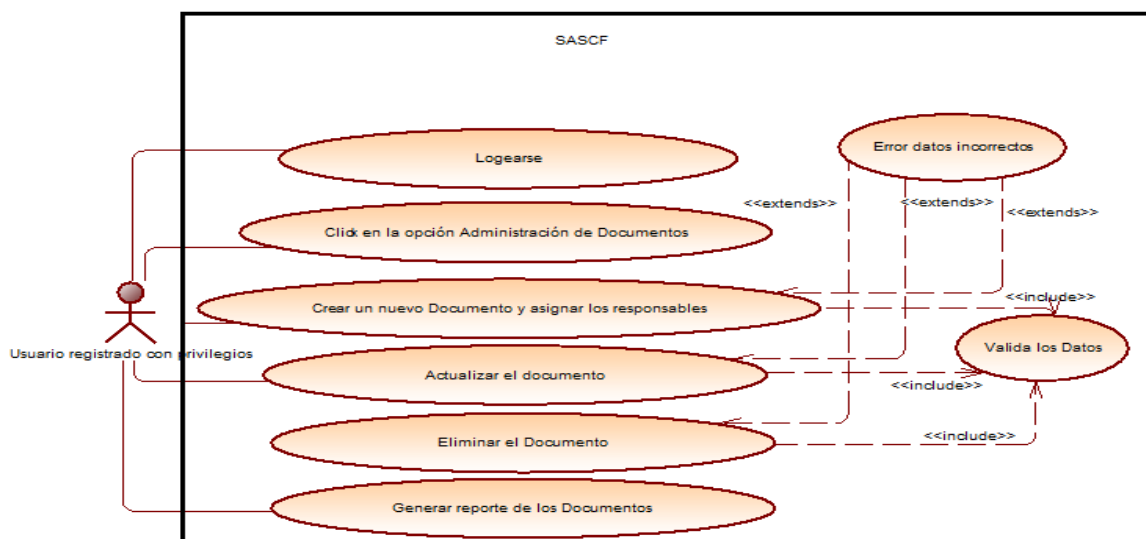 SASCF
Logearse
Error datos incorrectos
<<extends>>
<<extends>>
<<extends>>
Click en la opción Administración de Documentos
Crear un nuevo Documento y asignar los responsables
<<include>>
Usuario registrado con privilegios
Valida los Datos
Actualizar el documento
<<include>>
Eliminar el Documento
<<include>>
Generar reporte de los Documentos